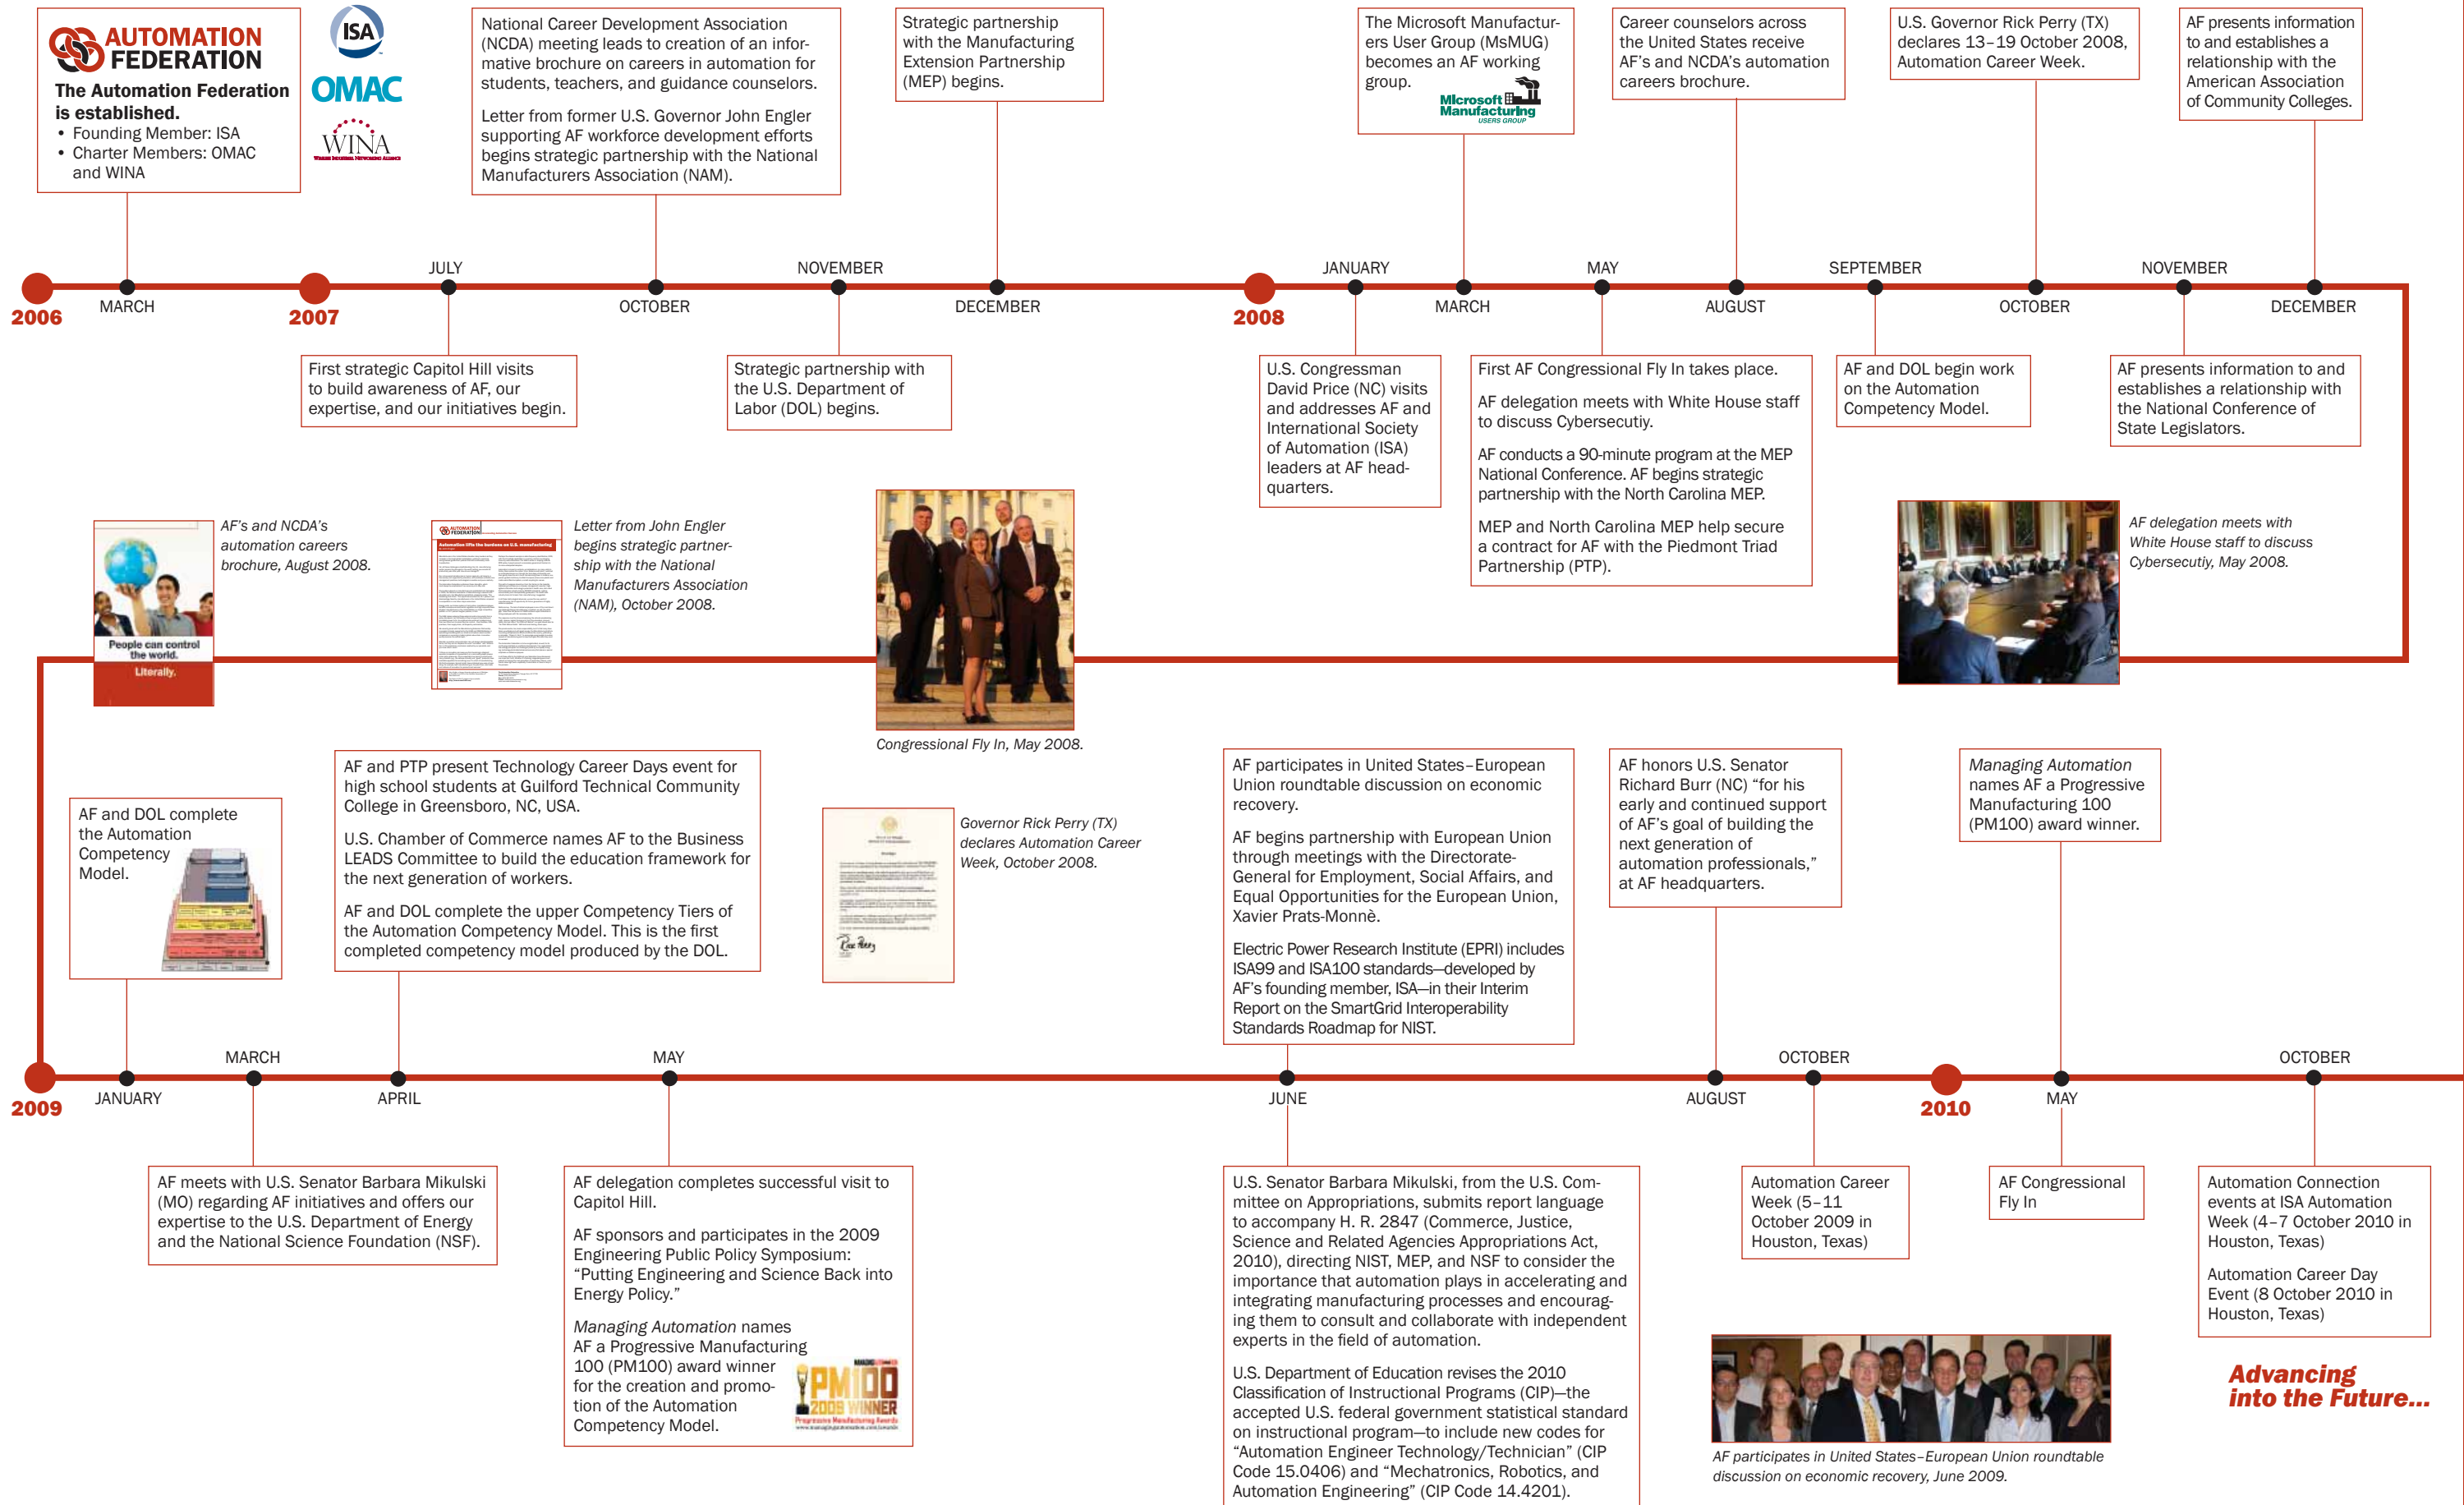 AUTOMATION
FEDERATION
The Automation Federation
is established.
• Founding Member: ISA
• Charter Members: OMAC
and WINA
ISA
OMAC
WINA
WIRELESS INDUSTRIAL NETWORKING ALLIANCE
National Career Development Association
(NCDA) meeting leads to creation of an infor-
mative brochure on careers in automation for
students, teachers, and guidance counselors.
Letter from former U.S. Governor John Engler
supporting AF workforce development efforts
begins strategic partnership with the National
Manufacturers Association (NAM).
Strategic partnership
with the Manufacturing
Extension Partnership
(MEP) begins.
The Microsoft Manufactur-
ers User Group (MsMUG)
becomes an AF working
group.
Microsoft
Manufacturing
USERS GROUP
Career counselors across
the United States receive
AF's and NCDA's automation
careers brochure.
U.S. Governor Rick Perry (TX)
declares 13–19 October 2008,
Automation Career Week.
AF presents information
to and establishes a
relationship with the
American Association
of Community Colleges.
2006
MARCH
2007
JULY
OCTOBER
NOVEMBER
DECEMBER
2008
JANUARY
MARCH
MAY
AUGUST
SEPTEMBER
OCTOBER
NOVEMBER
DECEMBER
First strategic Capitol Hill visits
to build awareness of AF, our
expertise, and our initiatives begin.
Strategic partnership with
the U.S. Department of
Labor (DOL) begins.
U.S. Congressman
David Price (NC) visits
and addresses AF and
International Society
of Automation (ISA)
leaders at AF head-
quarters.
First AF Congressional Fly In takes place.
AF delegation meets with White House staff
to discuss Cybersecutiy.
AF conducts a 90-minute program at the MEP
National Conference. AF begins strategic
partnership with the North Carolina MEP.
MEP and North Carolina MEP help secure
a contract for AF with the Piedmont Triad
Partnership (PTP).
AF and DOL begin work
on the Automation
Competency Model.
AF presents information to and
establishes a relationship with
the National Conference of
State Legislators.
People can control
the world.
Literally.
AF's and NCDA's
automation careers
brochure, August 2008.
AUTOMATION
FEDERATION
Automation lifts the burdens on U.S. manufacturing
Letter from John Engler
begins strategic partner-
ship with the National
Manufacturers Association
(NAM), October 2008.
Congressional Fly In, May 2008.
AF delegation meets with
White House staff to discuss
Cybersecutiy, May 2008.
AF and DOL complete
the Automation
Competency
Model.
AF and PTP present Technology Career Days event for
high school students at Guilford Technical Community
College in Greensboro, NC, USA.
U.S. Chamber of Commerce names AF to the Business
LEADS Committee to build the education framework for
the next generation of workers.
AF and DOL complete the upper Competency Tiers of
the Automation Competency Model. This is the first
completed competency model produced by the DOL.
Rick Perry
Governor Rick Perry (TX)
declares Automation Career
Week, October 2008.
AF participates in United States–European
Union roundtable discussion on economic
recovery.
AF begins partnership with European Union
through meetings with the Directorate-
General for Employment, Social Affairs, and
Equal Opportunities for the European Union,
Xavier Prats-Monnè.
Electric Power Research Institute (EPRI) includes
ISA99 and ISA100 standards—developed by
AF's founding member, ISA—in their Interim
Report on the SmartGrid Interoperability
Standards Roadmap for NIST.
AF honors U.S. Senator
Richard Burr (NC) “for his
early and continued support
of AF's goal of building the
next generation of
automation professionals,”
at AF headquarters.
Managing Automation
names AF a Progressive
Manufacturing 100
(PM100) award winner.
2009
JANUARY
MARCH
APRIL
MAY
JUNE
AUGUST
OCTOBER
2010
MAY
OCTOBER
AF meets with U.S. Senator Barbara Mikulski
(MO) regarding AF initiatives and offers our
expertise to the U.S. Department of Energy
and the National Science Foundation (NSF).
AF delegation completes successful visit to
Capitol Hill.
AF sponsors and participates in the 2009
Engineering Public Policy Symposium:
“Putting Engineering and Science Back into
Energy Policy.”
Managing Automation names
AF a Progressive Manufacturing
100 (PM100) award winner
for the creation and promo-
tion of the Automation
Competency Model.
PM100
2009 WINNER
Progressive Manufacturing Awards
U.S. Senator Barbara Mikulski, from the U.S. Com-
mittee on Appropriations, submits report language
to accompany H. R. 2847 (Commerce, Justice,
Science and Related Agencies Appropriations Act,
2010), directing NIST, MEP, and NSF to consider the
importance that automation plays in accelerating and
integrating manufacturing processes and encourag-
ing them to consult and collaborate with independent
experts in the field of automation.
U.S. Department of Education revises the 2010
Classification of Instructional Programs (CIP)—the
accepted U.S. federal government statistical standard
on instructional program—to include new codes for
“Automation Engineer Technology/Technician” (CIP
Code 15.0406) and “Mechatronics, Robotics, and
Automation Engineering” (CIP Code 14.4201).
Automation Career
Week (5–11
October 2009 in
Houston, Texas)
AF Congressional
Fly In
Automation Connection
events at ISA Automation
Week (4–7 October 2010 in
Houston, Texas)
Automation Career Day
Event (8 October 2010 in
Houston, Texas)
AF participates in United States–European Union roundtable
discussion on economic recovery, June 2009.
Advancing
into the Future...